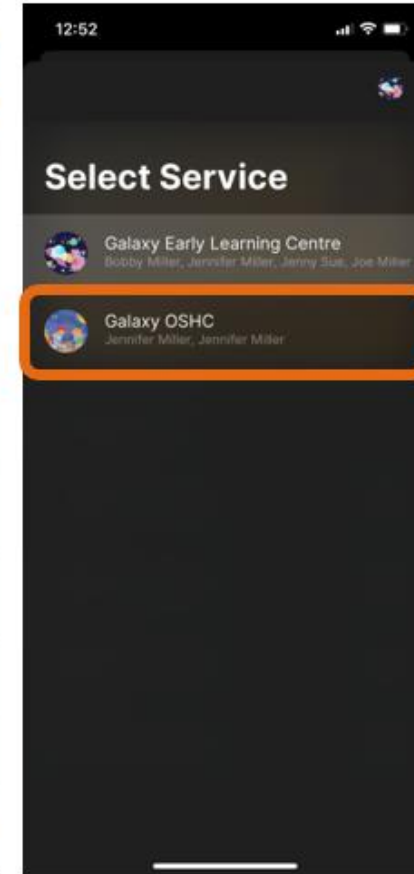 12:52
Select Service
Galaxy Early Learning Centre
Bobby Miller, Jennifer Miller, Jenny Sue, Joe Miller
Galaxy OSHC
Jennifer Miller, Jennifer Miller